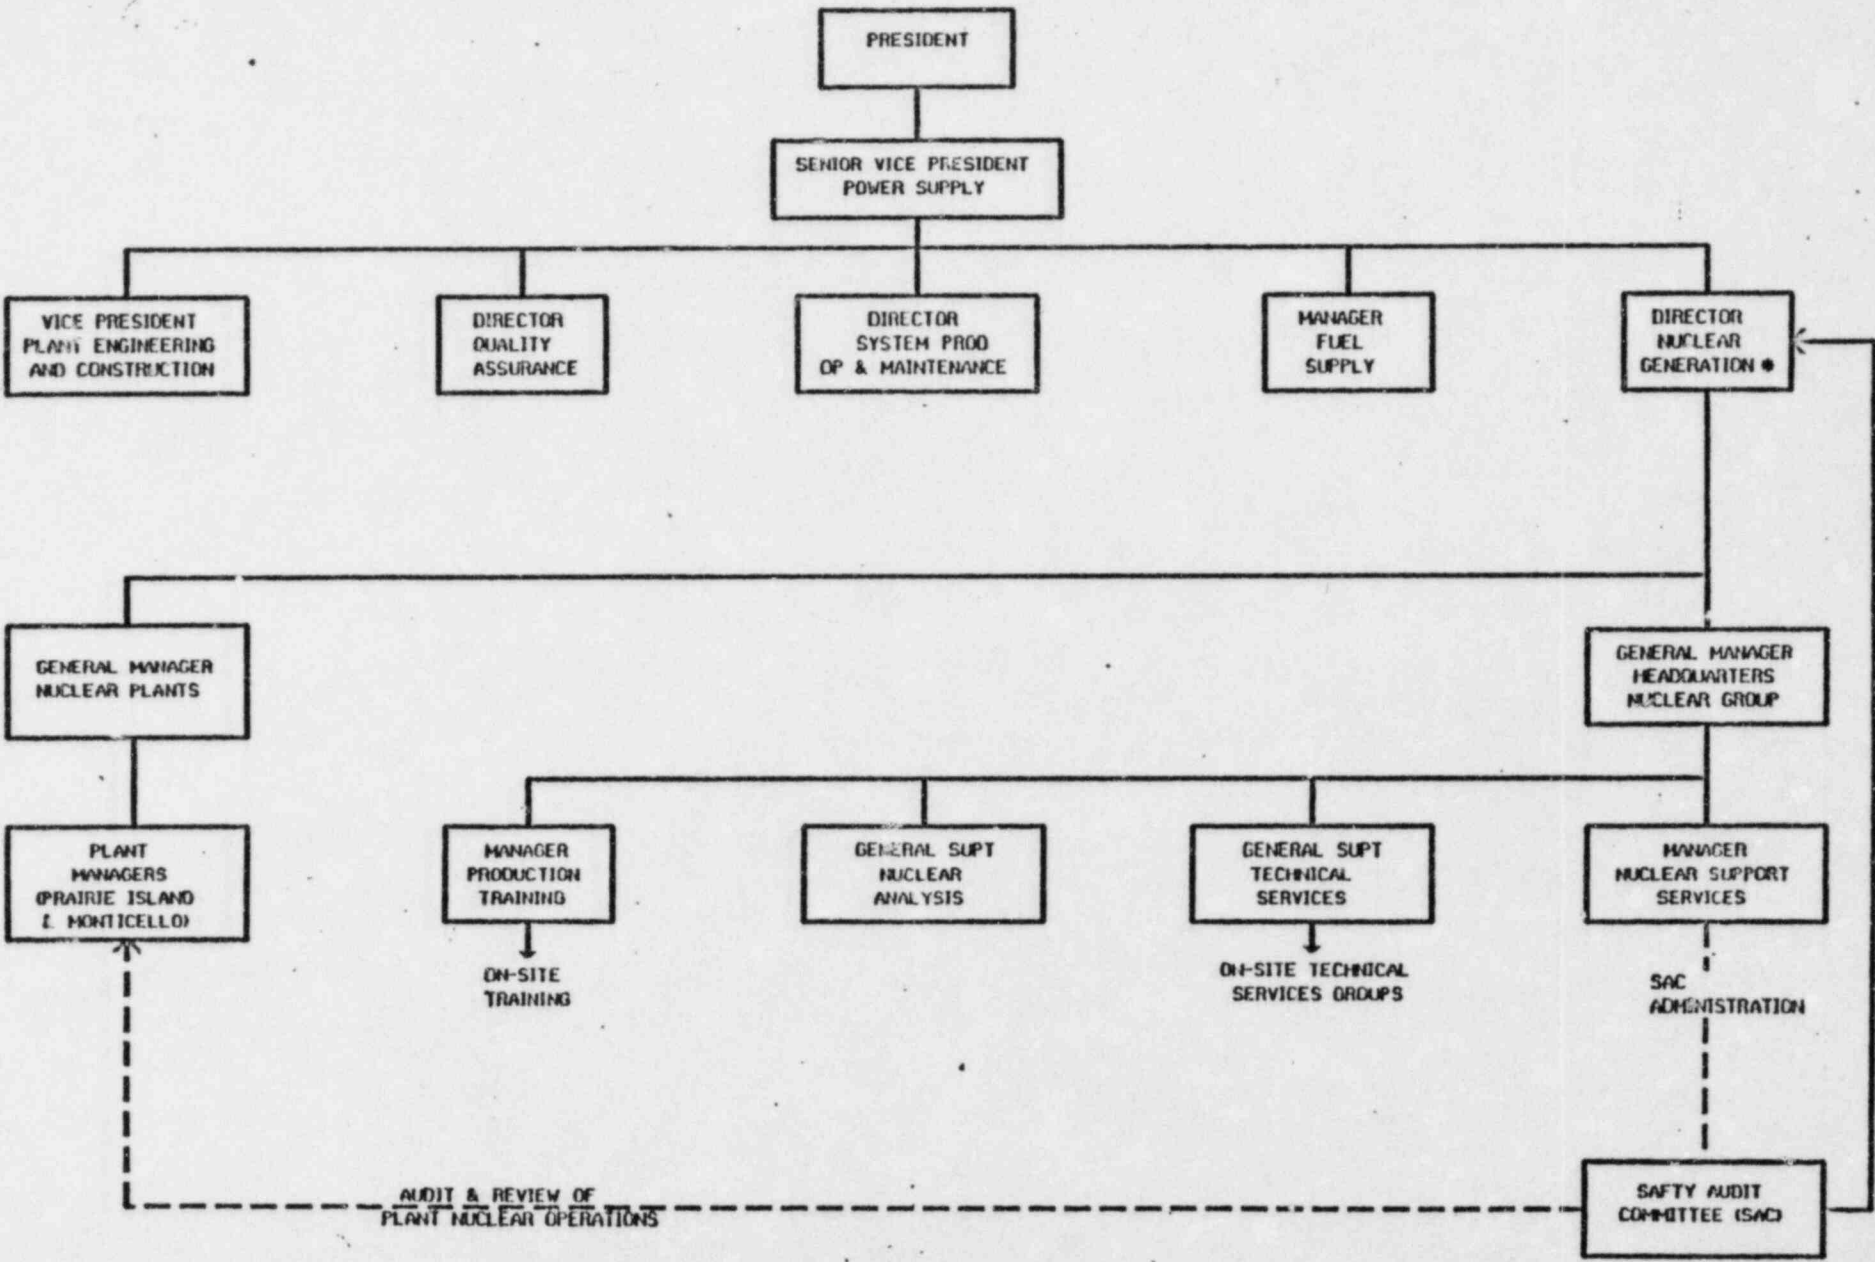 PRESIDENT
SENIOR VICE PRESIDENT
POWER SUPPLY
VICE PRESIDENT
PLANT ENGINEERING
AND CONSTRUCTION
DIRECTOR
QUALITY
ASSURANCE
DIRECTOR
SYSTEM PROD
OP & MAINTENANCE
MANAGER
FUEL
SUPPLY
DIRECTOR
NUCLEAR
GENERATION *
GENERAL MANAGER
NUCLEAR PLANTS
GENERAL MANAGER
HEADQUARTERS
NUCLEAR GROUP
PLANT
MANAGERS
(PRAIRIE ISLAND
& MONTICELLO)
MANAGER
PRODUCTION
TRAINING
GENERAL SUPT
NUCLEAR
ANALYSIS
GENERAL SUPT
TECHNICAL
SERVICES
MANAGER
NUCLEAR SUPPORT
SERVICES
ON-SITE
TRAINING
ON-SITE TECHNICAL
SERVICES GROUPS
SAC
ADMINISTRATION
AUDIT & REVIEW OF
PLANT NUCLEAR OPERATIONS
SAFTY AUDIT
COMMITTEE (SAC)